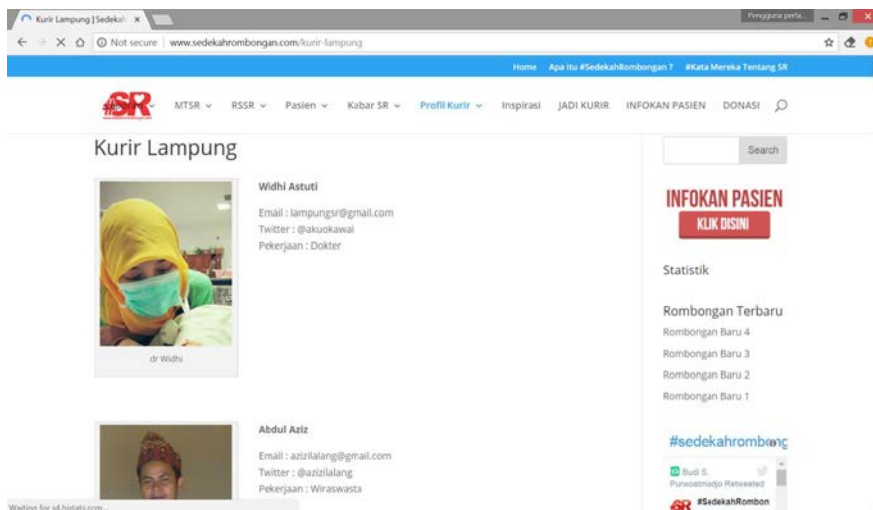 Kurir Lampung | Sedekah
Pengguna perta...
Not secure | www.sedekahrombongan.com/kurir-lampung
Home Apa itu #SedekahRombongan ? #Kata Mereka Tentang SR
#SR MTSR RSSR Pasien Kabar SR Profil Kurir Inspirasi JADI KURIR INFOKAN PASIEN DONASI
Kurir Lampung
Search
Widhi Astuti
Email : lampungsr@gmail.com
Twitter : @akuokawai
Pekerjaan : Dokter
dr Widhi
INFOKAN PASIEN
KLIK DISINI
Statistik
Rombongan Terbaru
Rombongan Baru 4
Rombongan Baru 3
Rombongan Baru 2
Rombongan Baru 1
Abdul Aziz
Email : azizilalang@gmail.com
Twitter : @azizilalang
Pekerjaan : Wiraswasta
#sedekahrombong
Budi S.
Purwoatmodjo Retweeted
#SR #SedekahRombon
Waiting for s4.histats.com...